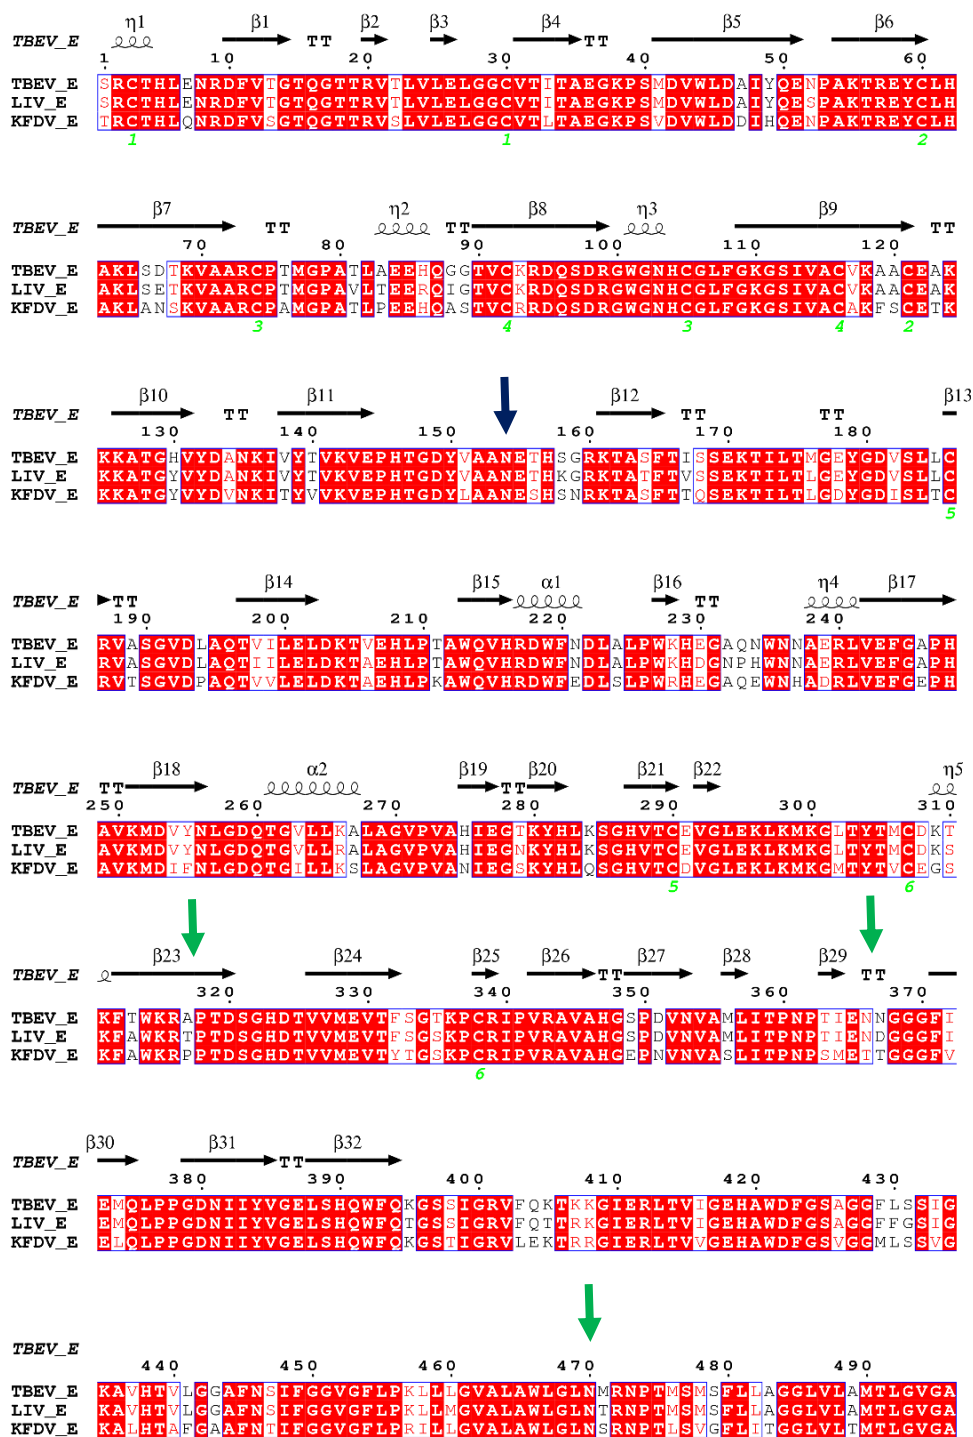 η1 β1 β2 β3 β4 β5 β6
TBEV_E TT TT
1 10 20 30 40 50 60
TBEV_E SRCTHLENRDFVTGTQGTTRVTLVLELGGCVTITAEGKPSMDVWLDAIYQENPAKTREYCLH
LIV_E SRCTHLENRDFVTGTQGTTRVTLVLELGGCVTITAEGKPSMDVWLDAIYQESPAKTREYCLH
KFDV_E TRCTHLQNRDFVSGTQGTTRVSLVLELGGCVTLTAEGKPSVDVWLDDIHQENPAKTREYCLH
1 1 2
β7 η2 β8 η3 β9
TBEV_E TT TT TT
70 80 90 100 110 120
TBEV_E AKLSDTKVAARCPTMGPATLAEEHQGGTVCKRDQSDRGWGNHCGLFGKGSIVACVKAACEAK
LIV_E AKLSETKVAARCPTMGPAVLTEERQIGTVCKRDQSDRGWGNHCGLFGKGSIVACVKAACEAK
KFDV_E AKLANSKVAARCPAMGPATLPEEHQASTVCRRDQSDRGWGNHCGLFGKGSIVACAKFSCETK
3 4 3 4 2
β10 β11 β12 β13
TBEV_E TT TT TT
130 140 150 160 170 180
TBEV_E KKATGHVYDANKIVYTVKVEPHTGDYVAANETHSGRKTASFTISSEKTILTMGEYGDVSLLC
LIV_E KKATGYVYDANKIVYTVKVEPHTGDYVAANETHKGRKTATFTVSSEKTILTLGEYGDVSLLC
KFDV_E KKATGYVYDVNKITYVVKVEPHTGDYLAANESHSNRKTASFTTQSEKTILTLGDYGDISLTC
5
β14 β15 α1 β16 η4 β17
TBEV_E TT TT
190 200 210 220 230 240
TBEV_E RVASGVDLAQTVILELDKTVEHLPTAWQVHRDWFNDLALPWKHEGAQNWNNAERLVEFGAPH
LIV_E RVASGVDLAQTIILELDKTAEHLPTAWQVHRDWFNDLALPWKHDGNPHWNNAERLVEFGAPH
KFDV_E RVTSGVDPAQTVVLELDKTAEHLPKAWQVHRDWFEDLSLPWRHEGAQEWNHADRLVEFGEPH
β18 α2 β19 β20 β21 β22 η5
TBEV_E TT TT
250 260 270 280 290 300 310
TBEV_E AVKMDVYNLGDQTGVLLKALAGVPVAHIEGTKYHLKSGHVTCEVGLEKLKMKGLTYTMCDKT
LIV_E AVKMDVYNLGDQTGVLLRALAGVPVAHIEGNKYHLKSGHVTCEVGLEKLKMKGLTYTMCDKS
KFDV_E AVKMDIFNLGDQTGILLKSLAGVPVANIEGTKYHLQSGHVTCDVGLEKLKMKGMTYTVCEGS
5 6
β23 β24 β25 β26 β27 β28 β29
TBEV_E TT TT
320 330 340 350 360 370
TBEV_E KFTWKRAPTDSGHDTVVMEVTFSGTKPCRIPVRAVAHGSPDVNVAMLITPNPTIENNGGGFI
LIV_E KFAWKRTPTDSGHDTVVMEVTFSGSKPCRIPVRAVAHGSPDVNVAMLITPNPTIENDGGGFI
KFDV_E KFAWKRPPTDSGHDTVVMEVTYTGSKPCRIPVRAVAHGEPNVNVASLITPNPSMETTGGGFV
6
β30 β31 β32
TBEV_E TT
380 390 400 410 420 430
TBEV_E EMQLPPGDNIIYVGELSHQWFQKGSSIGRVFQKTKKGIERLTVIGEHAWDFGSAGGFLSSIG
LIV_E EMQLPPGDNIIYVGELSHQWFQTGSSIGRVFQTTRKGIERLTVIGEHAWDFGSAGGFFGSIG
KFDV_E ELQLPPGDNIIYVGELSHQWFQKGSTIGRVLEKTRRGIERLTVVGEHAWDFGSVGGMLSSVG
TBEV_E
440 450 460 470 480 490
TBEV_E KAVHTVLGGAFNSIFGGVGFLPKLLLGVALAWLGLNMRNPTMSMSFLLAGGLVLAMTLGVGA
LIV_E KAVHTVLGGAFNSIFGGVGFLPKLLMGVALAWLGLNTRNPTMSMSFLLAGGLVLAMTLGVGA
KFDV_E KALHTAFGAAFNTIFGGVGFLPRILLGVALAWLGLNSRNPTLSVGFLITGGLVLTMTLGVGA